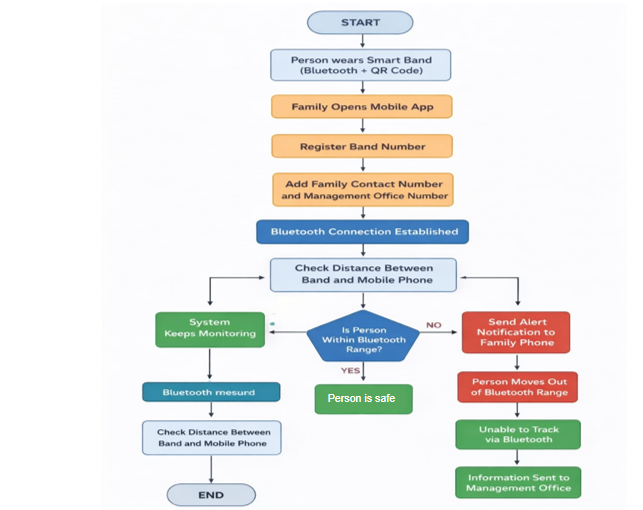 START
Person wears Smart Band
(Bluetooth + QR Code)
Family Opens Mobile App
Register Band Number
Add Family Contact Number
and Management Office Number
Bluetooth Connection Established
Check Distance Between
Band and Mobile Phone
System
Keeps Monitoring
Is Person
Within Bluetooth
Range?
NO
Send Alert
Notification to
Family Phone
YES
Person is safe
Person Moves Out
of Bluetooth Range
Bluetooth mesurd
Check Distance Between
Band and Mobile Phone
Unable to Track
via Bluetooth
Information Sent to
Management Office
END